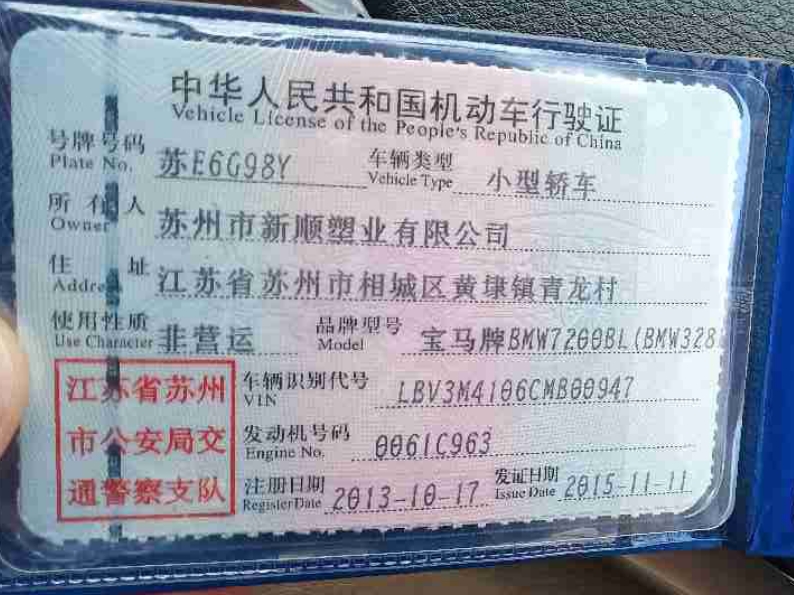 中华人民共和国机动车行驶证
Vehicle License of the People's Republic of China
号牌号码 苏E6G98Y 车辆类型 小型轿车
Plate No. Vehicle Type
所有人 苏州市新顺塑业有限公司
Owner
住址 江苏省苏州市相城区黄埭镇青龙村
Address
使用性质 非营运 品牌型号 宝马牌BMW7200BL(BMW328
Use Character Model
江苏省苏州
市公安局交
通警察支队
车辆识别代号 LBV3M4106CMB00947
VIN
发动机号码 0061C963
Engine No.
注册日期 2013-10-17 发证日期 2015-11-11
Register Date Issue Date